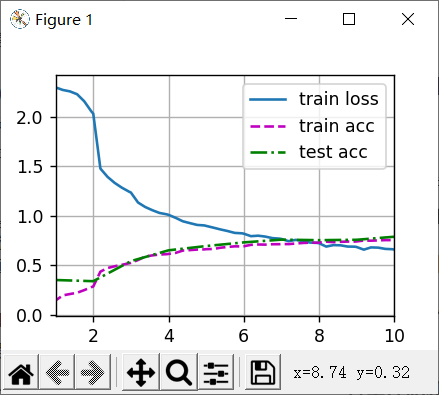 Figure 1
train loss
train acc
test acc
2.0
1.5
1.0
0.5
0.0
2 4 6 8 10
x=8.74 y=0.32